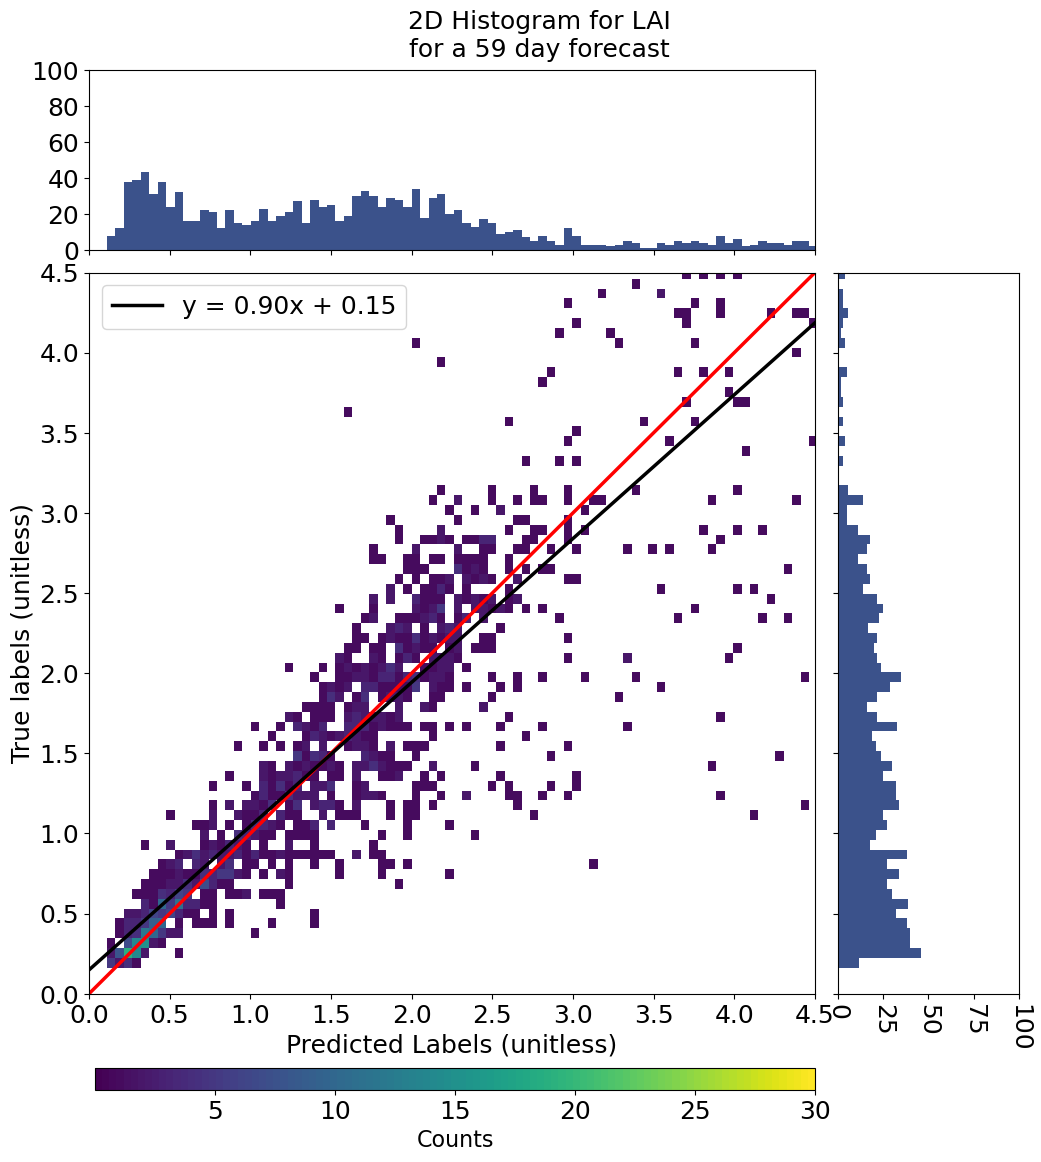 2D Histogram for LAI
for a 59 day forecast
100
80
60
40
20
0
4.5
4.0
3.5
3.0
2.5
2.0
1.5
1.0
0.5
0.0
True labels (unitless)
y = 0.90x + 0.15
0.0 0.5 1.0 1.5 2.0 2.5 3.0 3.5 4.0 4.5
Predicted Labels (unitless)
0 25 50 75 100
5 10 15 20 25 30
Counts